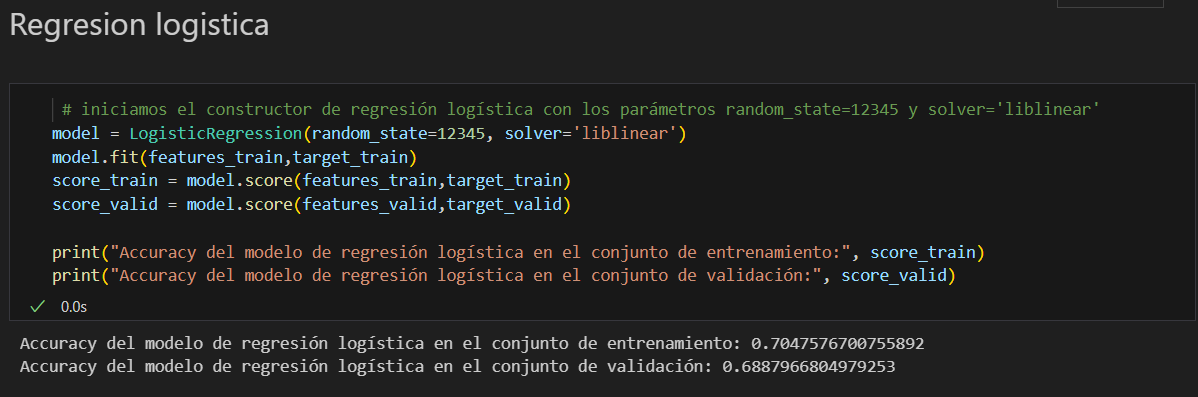 Regresion logistica
# iniciamos el constructor de regresión logística con los parámetros random_state=12345 y solver='liblinear'
model = LogisticRegression(random_state=12345, solver='liblinear')
model.fit(features_train,target_train)
score_train = model.score(features_train,target_train)
score_valid = model.score(features_valid,target_valid)
print("Accuracy del modelo de regresión logística en el conjunto de entrenamiento:", score_train)
print("Accuracy del modelo de regresión logística en el conjunto de validación:", score_valid)
0.0s
Accuracy del modelo de regresión logística en el conjunto de entrenamiento: 0.7047576700755892
Accuracy del modelo de regresión logística en el conjunto de validación: 0.6887966804979253